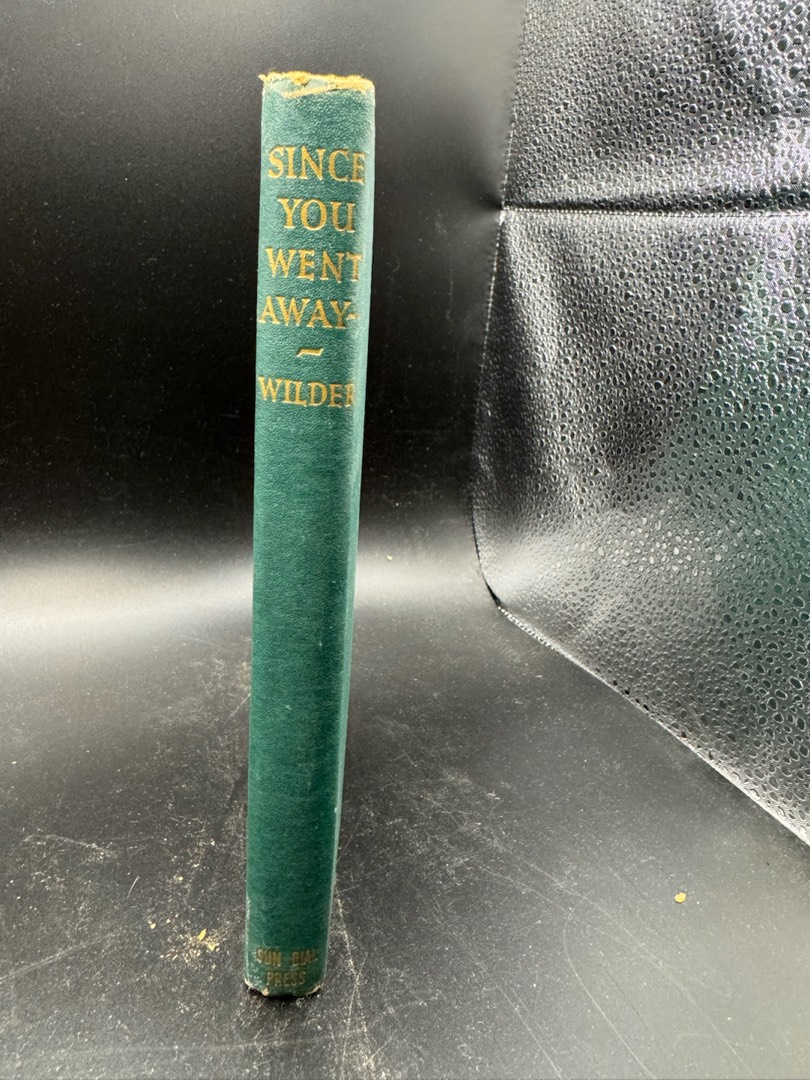 SINCE
YOU
WENT
AWAY-
~
WILDER
SUN DIAL
PRESS